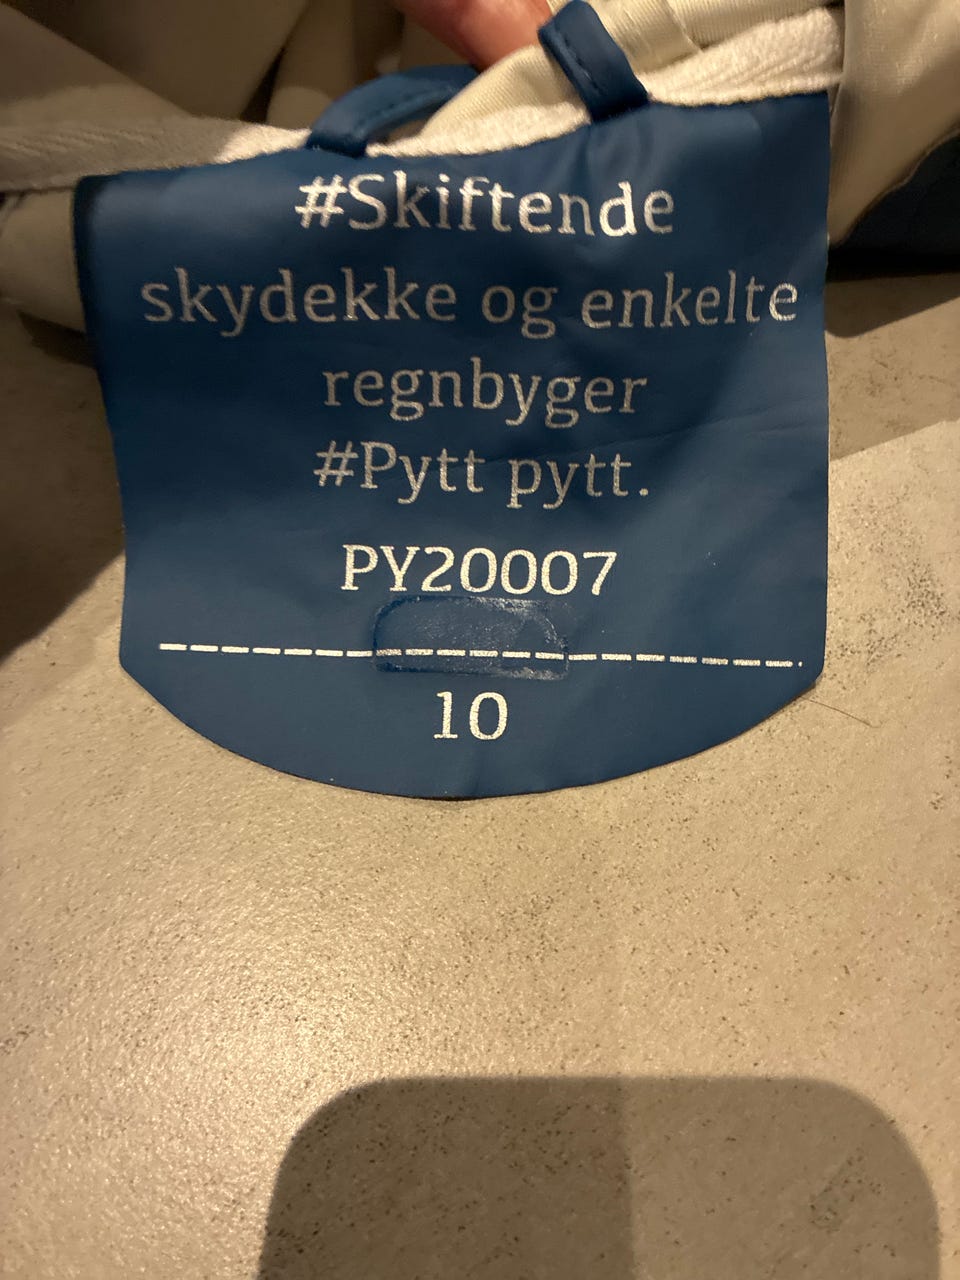 #Skiftende
skydekke og enkelte
regnbyger
#Pytt pytt.
PY20007
10